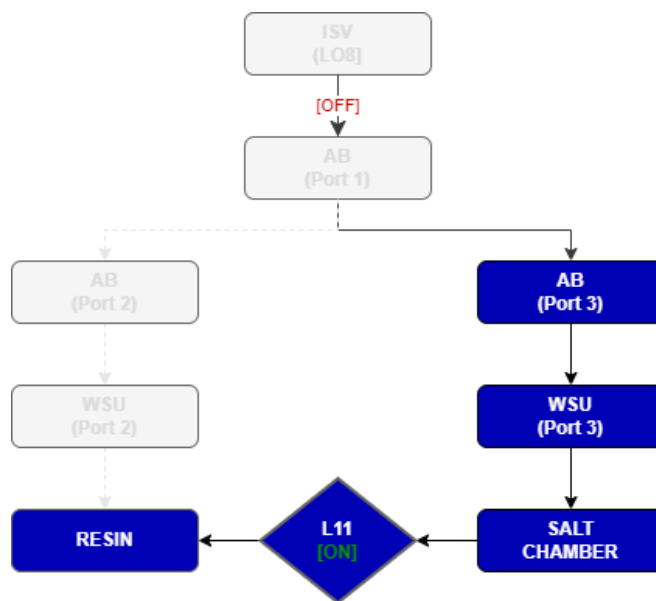 ISV
(LO8]
[OFF]
AB
(Port 1)
AB
(Port 2)
AB
(Port 3)
WSU
(Port 2)
WSU
(Port 3)
RESIN
L11
[ON]
SALT
CHAMBER